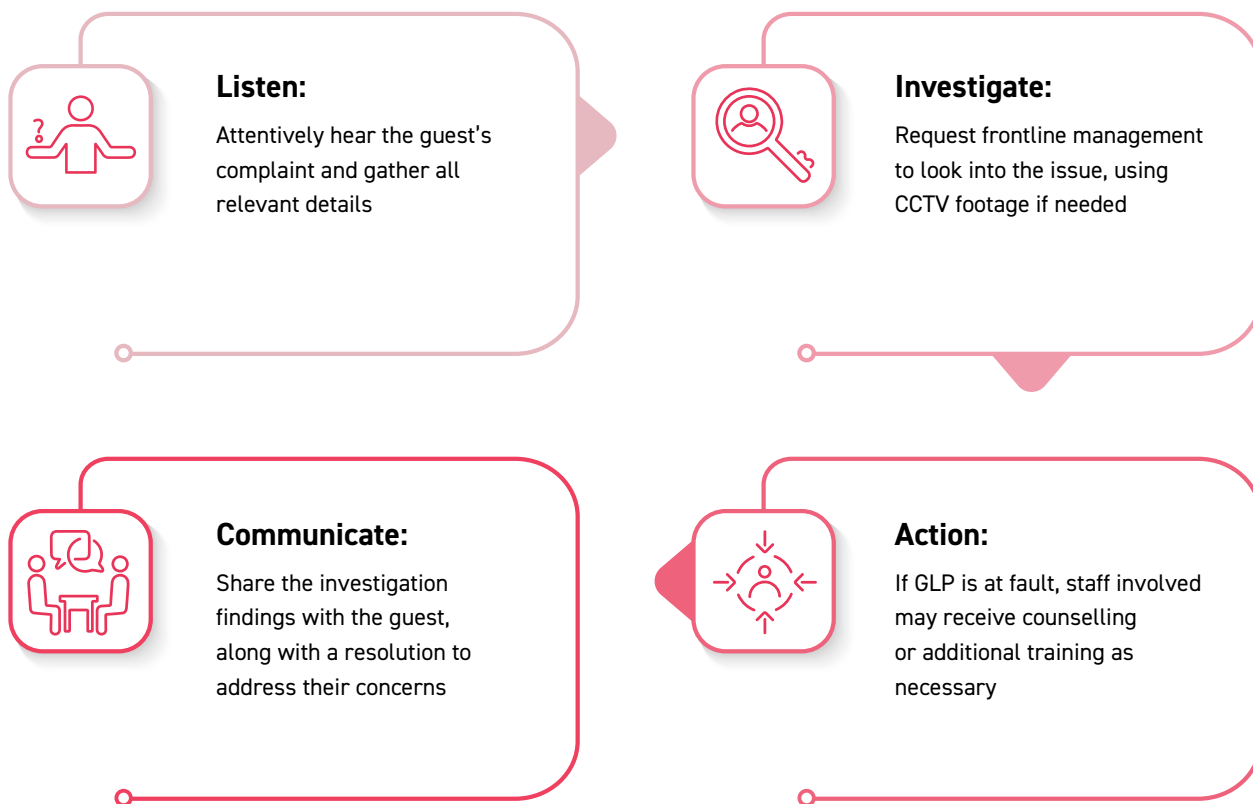 Listen:
Attentively hear the guest's
complaint and gather all
relevant details
Investigate:
Request frontline management
to look into the issue, using
CCTV footage if needed
Action:
If GLP is at fault, staff involved
may receive counselling
or additional training as
necessary
Communicate:
Share the investigation
findings with the guest,
along with a resolution to
address their concerns
?